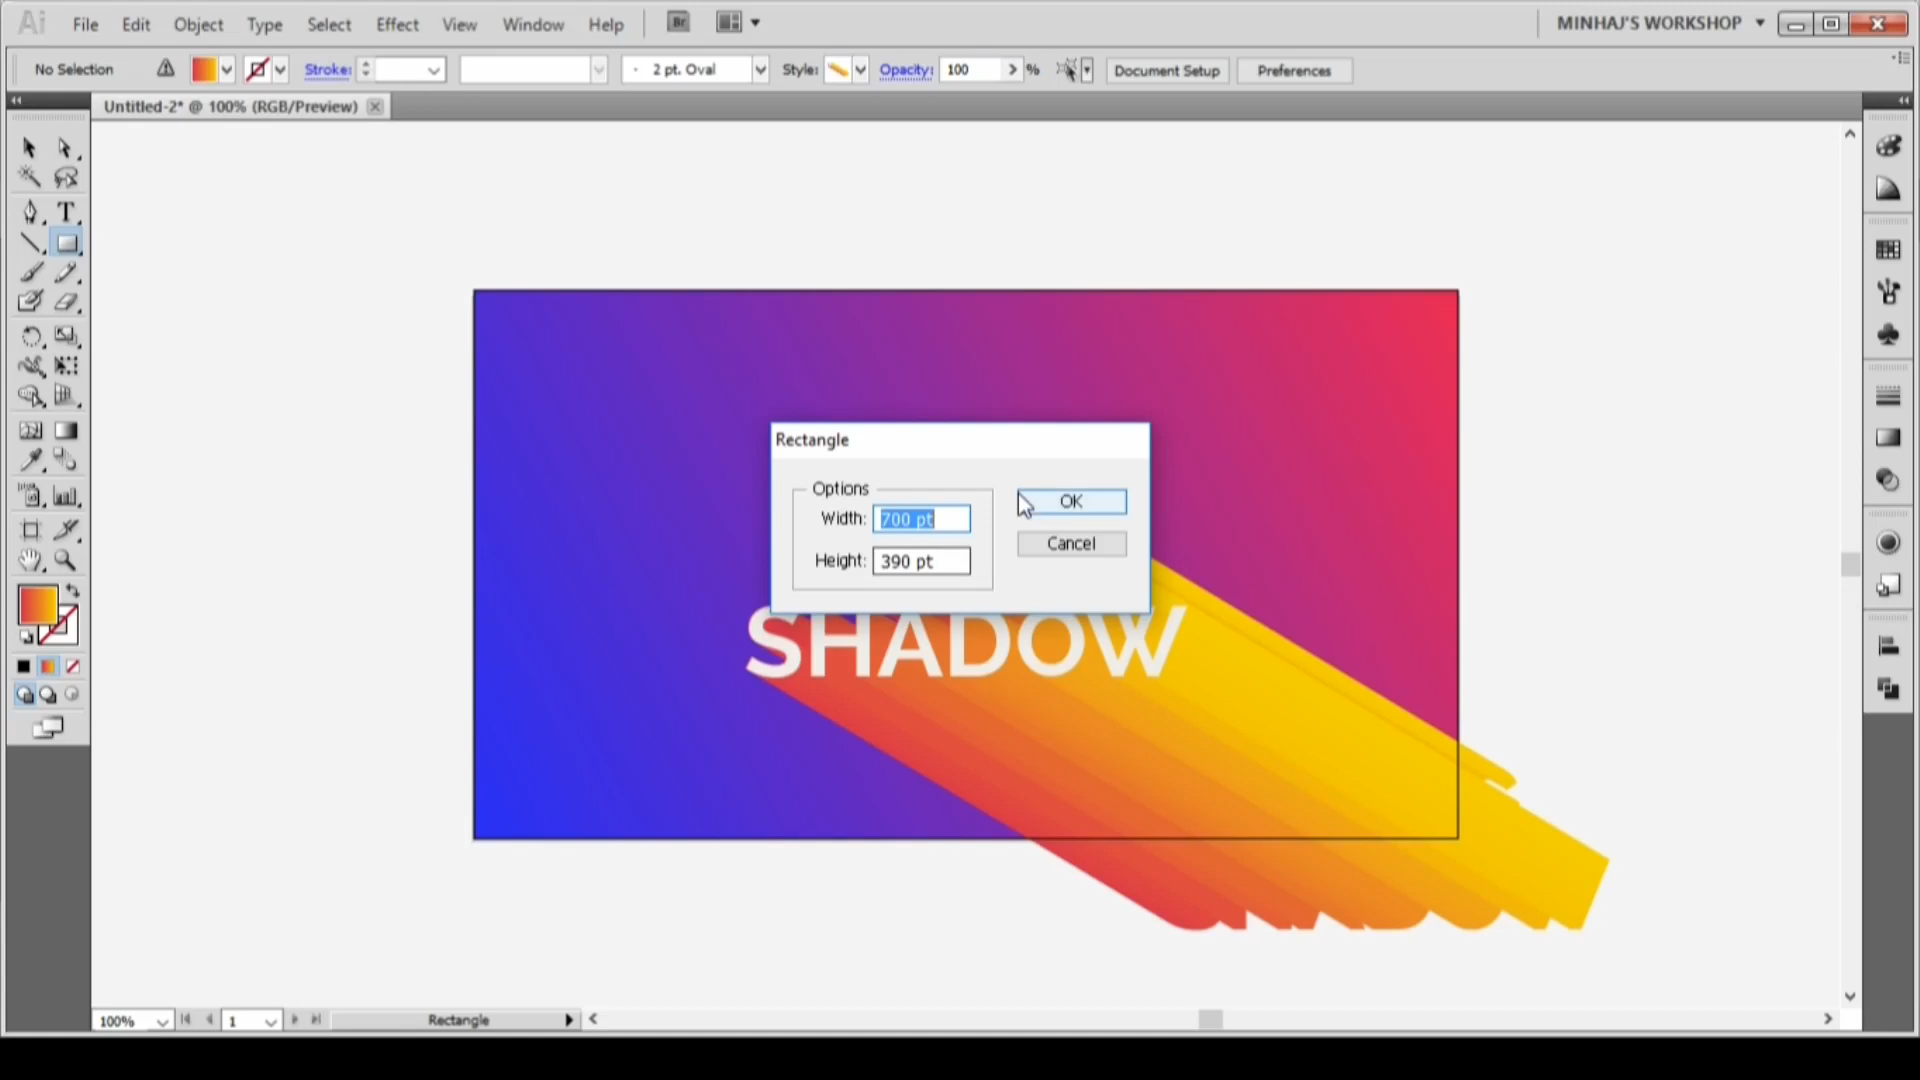 Ai File Edit Object Type Select Effect View Window Help Br MINHAJ'S WORKSHOP
No Selection Stroke: 2 pt. Oval Style: Opacity: 100 % Document Setup Preferences
Untitled-2* @ 100% (RGB/Preview)
T
Rectangle
Options
Width: 700 pt
Height: 390 pt
OK
Cancel
SHADOW
100% 1 Rectangle